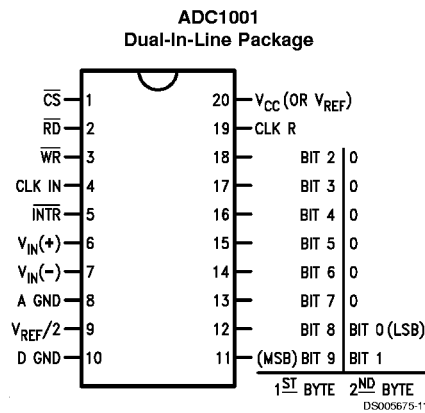 ADC1001
Dual-In-Line Package
CS 1 20 VCC (OR VREF)
RD 2 19 CLK R
WR 3 18 BIT 2 0
CLK IN 4 17 BIT 3 0
INTR 5 16 BIT 4 0
VIN(+) 6 15 BIT 5 0
VIN(-) 7 14 BIT 6 0
A GND 8 13 BIT 7 0
VREF/2 9 12 BIT 8 BIT 0 (LSB)
D GND 10 11 (MSB) BIT 9 BIT 1
1ST BYTE 2ND BYTE
DS005675-11